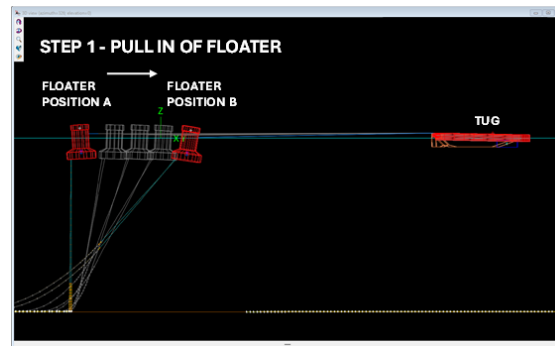 STEP 1 - PULL IN OF FLOATER
FLOATER
POSITION A
FLOATER
POSITION B
Z
X
TUG